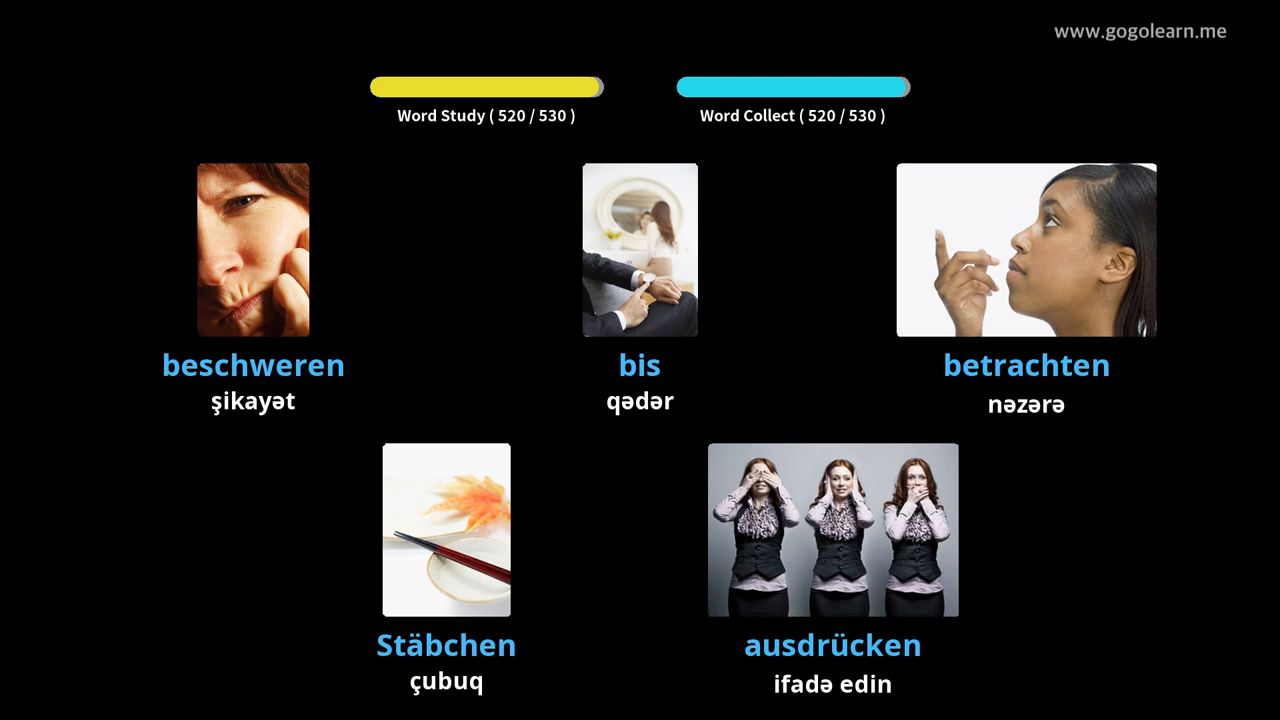 www.gogolearn.me
Word Study ( 520 / 530 )
Word Collect ( 520 / 530 )
beschweren
şikayət
bis
qədər
betrachten
nəzərə
Stäbchen
çubuq
ausdrücken
ifadə edin